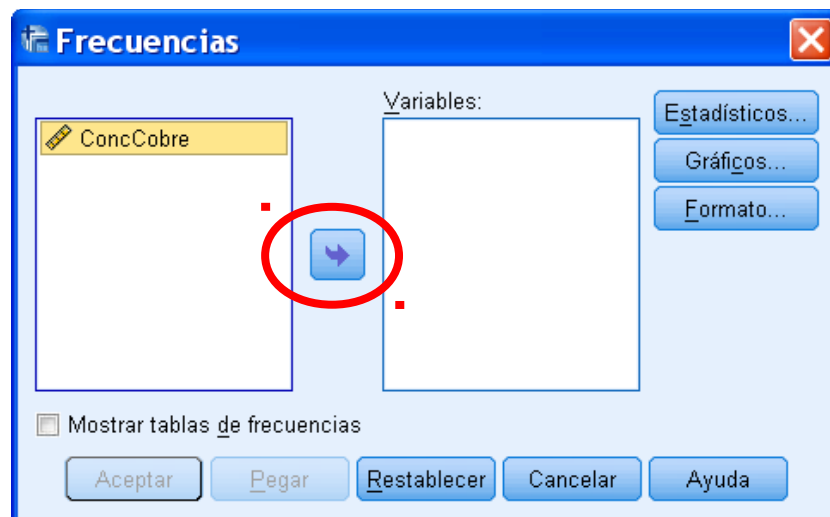 Frecuencias
Variables:
ConcCobre
Estadísticos...
Gráficos...
Formato...
Mostrar tablas de frecuencias
Aceptar
Pegar
Restablecer
Cancelar
Ayuda